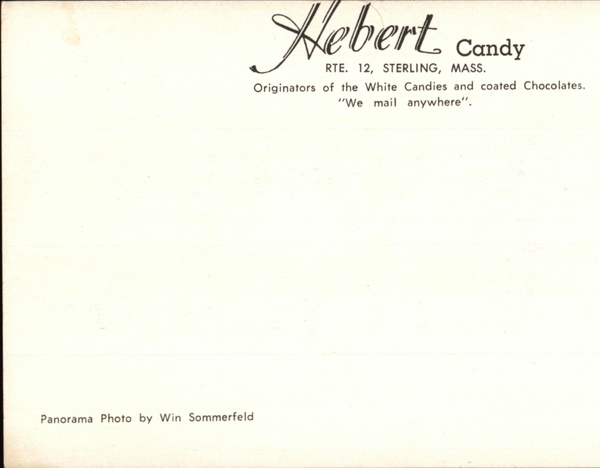 Hebert Candy
RTE. 12, STERLING, MASS.
Originators of the White Candies and coated Chocolates.
"We mail anywhere".
Panorama Photo by Win Sommerfeld